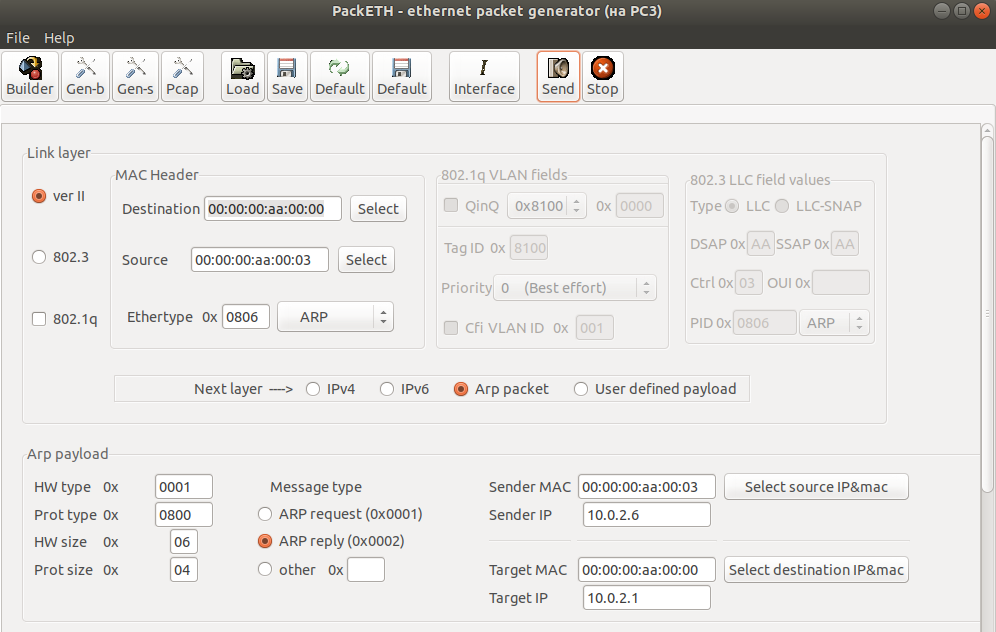 PackETH - ethernet packet generator (на PC3)
File Help
Builder Gen-b Gen-s Pcap Load Save Default Default Interface Send Stop
Link layer
ver II
802.3
802.1q
MAC Header
Destination 00:00:00:aa:00:00 Select
Source 00:00:00:aa:00:03 Select
Ethertype 0x 0806 ARP
802.1q VLAN fields
QinQ 0x8100 0x 0000
Tag ID 0x 8100
Priority 0 (Best effort)
Cfi VLAN ID 0x 001
802.3 LLC field values
Type LLC LLC-SNAP
DSAP 0x AA SSAP 0x AA
Ctrl 0x 03 OUI 0x
PID 0x 0806 ARP
Next layer ----> IPv4 IPv6 Arp packet User defined payload
Arp payload
HW type 0x 0001
Prot type 0x 0800
HW size 0x 06
Prot size 0x 04
Message type
ARP request (0x0001)
ARP reply (0x0002)
other 0x
Sender MAC 00:00:00:aa:00:03 Select source IP&mac
Sender IP 10.0.2.6
Target MAC 00:00:00:aa:00:00 Select destination IP&mac
Target IP 10.0.2.1